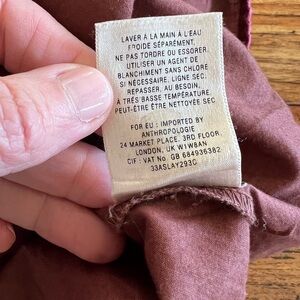 LAVER À LA MAIN À L'EAU
FROIDE SÉPARÉMENT,
NE PAS TORDRE OU ESSORER.
UTILISER UN AGENT DE
BLANCHIMENT SANS CHLORE
SI NÉCESSAIRE. LIGNE SEC.
REPASSER, AU BESOIN,
À TRÈS BASSE TEMPÉRATURE.
PEUT-ÊTRE ÊTRE NETTOYÉE SEC
FOR EU : IMPORTED BY
ANTHROPOLOGIE
24 MARKET PLACE, 3RD FLOOR,
LONDON, UK W1W8AN
CIF : VAT No GB 684936382
33ASLAY293C